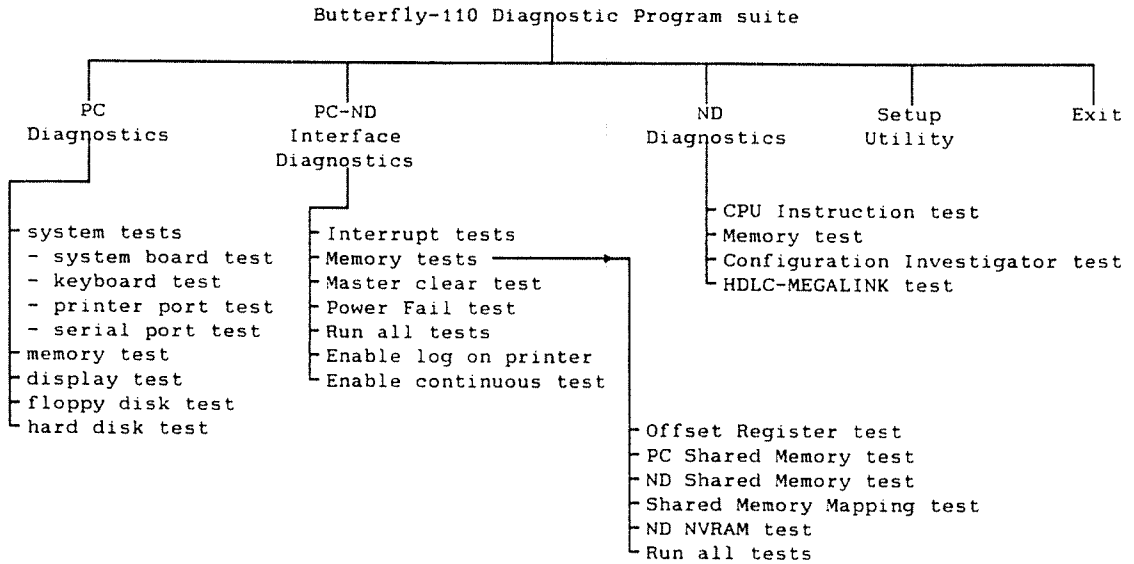 Butterfly-110 Diagnostic Program suite
PC
Diagnostics
PC-ND
Interface
Diagnostics
ND
Diagnostics
Setup
Utility
Exit
system tests
- system board test
- keyboard test
- printer port test
- serial port test
memory test
display test
floppy disk test
hard disk test
Interrupt tests
Memory tests
Master clear test
Power Fail test
Run all tests
Enable log on printer
Enable continuous test
CPU Instruction test
Memory test
Configuration Investigator test
HDLC-MEGALINK test
Offset Register test
PC Shared Memory test
ND Shared Memory test
Shared Memory Mapping test
ND NVRAM test
Run all tests